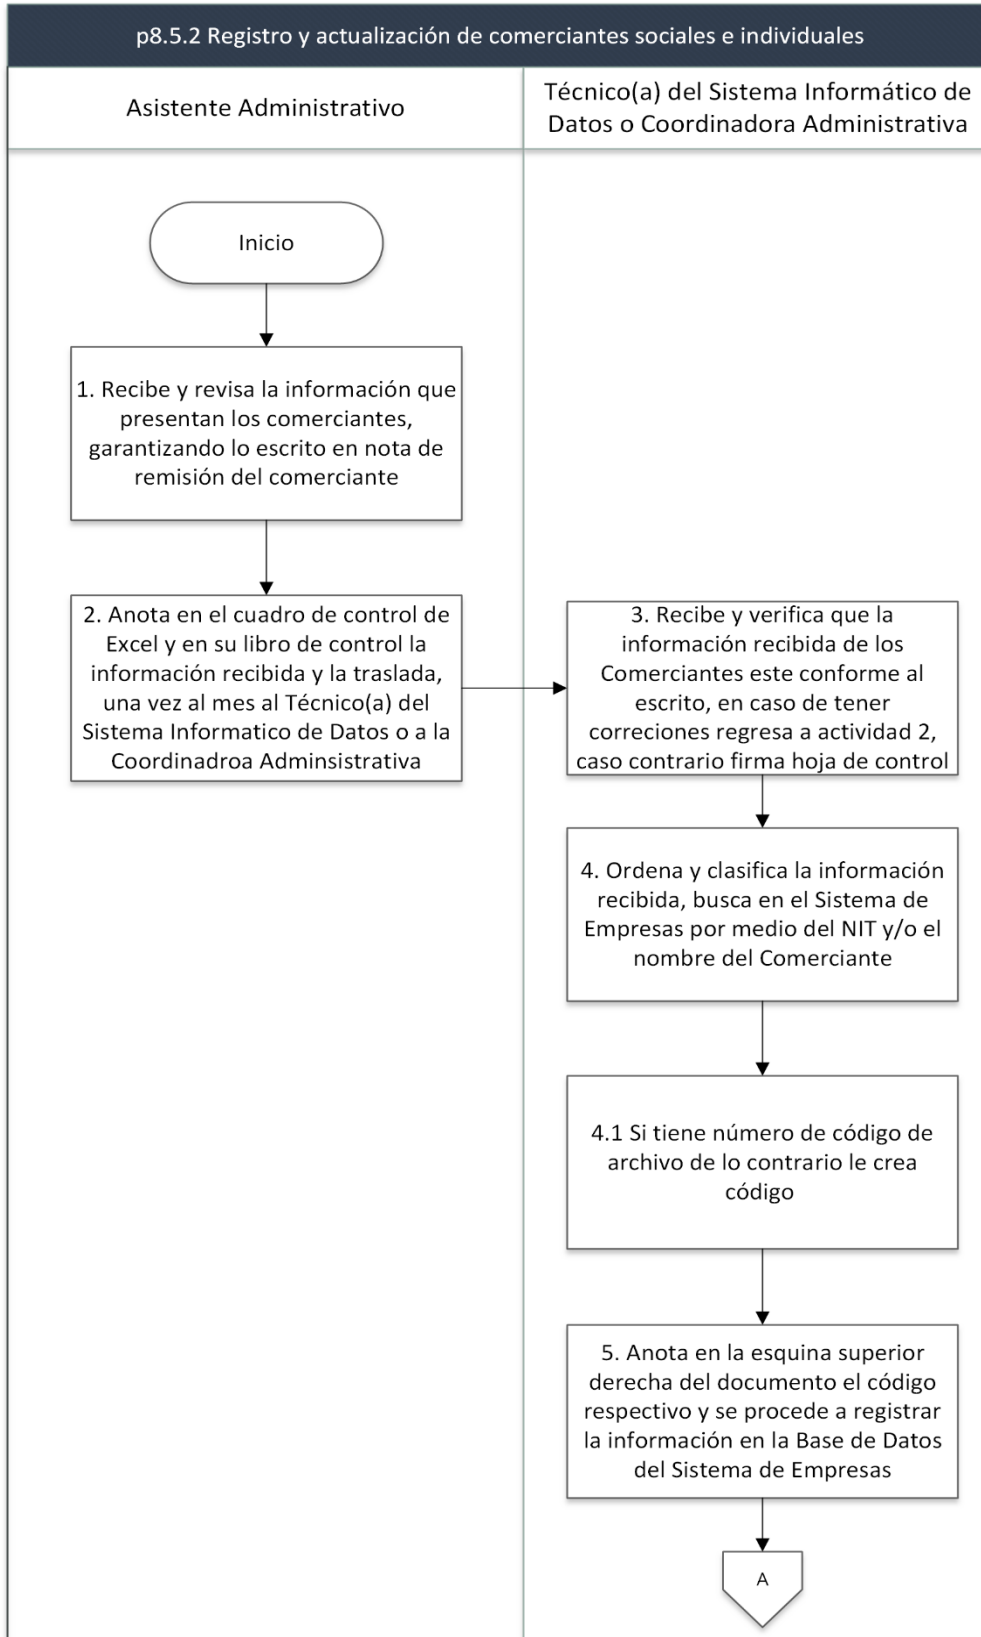 p8.5.2 Registro y actualización de comerciantes sociales e individuales
Asistente Administrativo
Técnico(a) del Sistema Informático de
Datos o Coordinadora Administrativa
Inicio
1. Recibe y revisa la información que
presentan los comerciantes,
garantizando lo escrito en nota de
remisión del comerciante
2. Anota en el cuadro de control de
Excel y en su libro de control la
información recibida y la traslada,
una vez al mes al Técnico(a) del
Sistema Informatico de Datos o a la
Coordinadroa Adminsistrativa
3. Recibe y verifica que la
información recibida de los
Comerciantes este conforme al
escrito, en caso de tener
correciones regresa a actividad 2,
caso contrario firma hoja de control
4. Ordena y clasifica la información
recibida, busca en el Sistema de
Empresas por medio del NIT y/o el
nombre del Comerciante
4.1 Si tiene número de código de
archivo de lo contrario le crea
código
5. Anota en la esquina superior
derecha del documento el código
respectivo y se procede a registrar
la información en la Base de Datos
del Sistema de Empresas
A